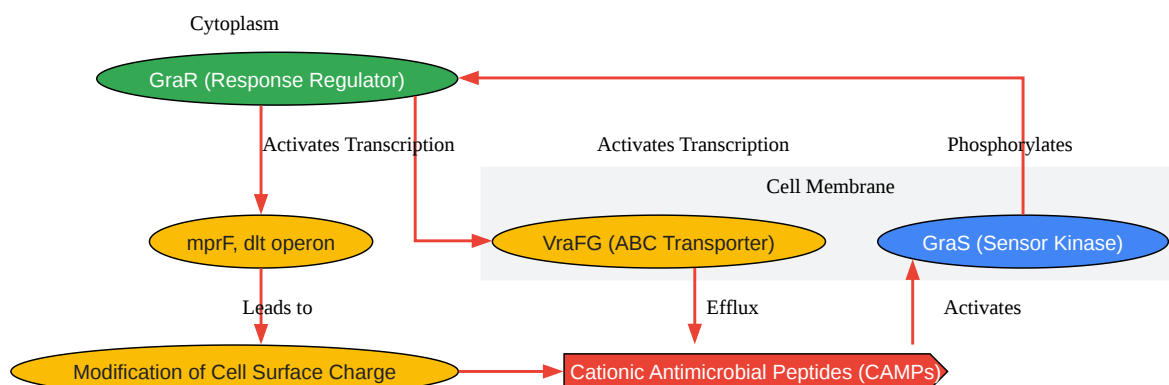 Cytoplasm
GraR (Response Regulator)
Activates Transcription
Activates Transcription
Phosphorylates
Cell Membrane
mprF, dlt operon
VraFG (ABC Transporter)
GraS (Sensor Kinase)
Leads to
Efflux
Activates
Modification of Cell Surface Charge
Cationic Antimicrobial Peptides (CAMPs)